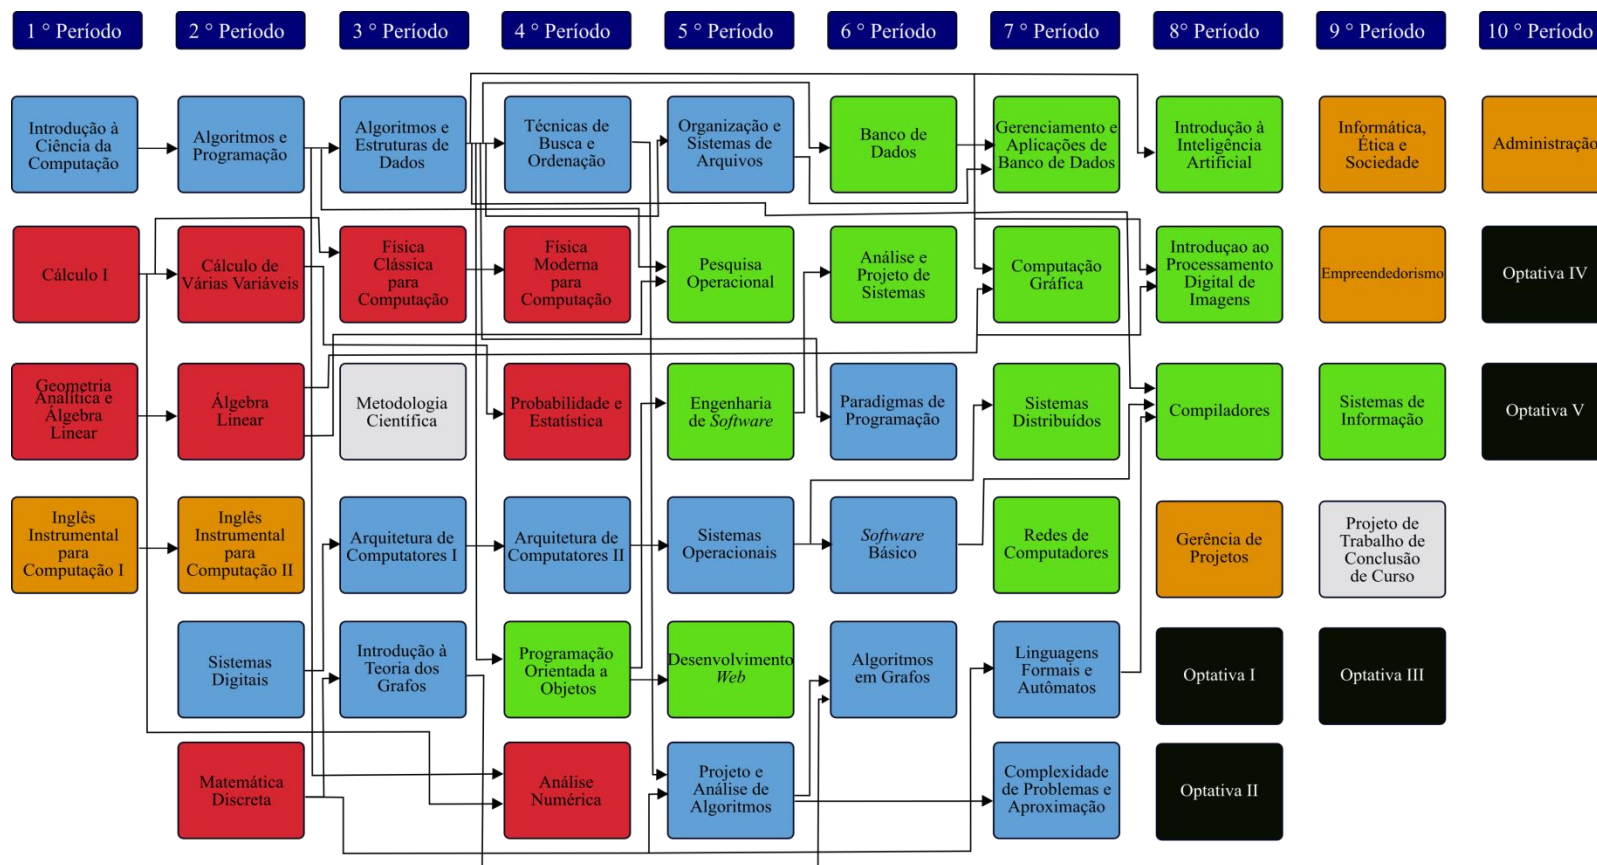 1 ° Período
2 ° Período
3 ° Período
4 ° Período
5 ° Período
6 ° Período
7 ° Período
8° Período
9 ° Período
10 ° Período
Introdução à
Ciência da
Computação
Algoritmos e
Programação
Algoritmos e
Estruturas de
Dados
Técnicas de
Busca e
Ordenação
Organização e
Sistemas de
Arquivos
Banco de
Dados
Gerenciamento e
Aplicações de
Banco de Dados
Introdução à
Inteligência
Artificial
Informática,
Ética e
Sociedade
Administração
Cálculo I
Cálculo de
Várias Variáveis
Física
Clássica
para
Computação
Física
Moderna
para
Computação
Pesquisa
Operacional
Análise e
Projeto de
Sistemas
Computação
Gráfica
Introduçao ao
Processamento
Digital de
Imagens
Empreendedorismo
Optativa IV
Geometria
Analítica e
Álgebra
Linear
Álgebra
Linear
Metodologia
Científica
Probabilidade e
Estatística
Engenharia
de Software
Paradigmas de
Programação
Sistemas
Distribuídos
Compiladores
Sistemas de
Informação
Optativa V
Inglês
Instrumental
para
Computação I
Inglês
Instrumental
para
Computação II
Arquitetura de
Computatores I
Arquitetura de
Computatores II
Sistemas
Operacionais
Software
Básico
Redes de
Computadores
Gerência de
Projetos
Projeto de
Trabalho de
Conclusão
de Curso
Sistemas
Digitais
Introdução à
Teoria dos
Grafos
Programação
Orientada a
Objetos
Desenvolvimento
Web
Algoritmos
em Grafos
Linguagens
Formais e
Autômatos
Optativa I
Optativa III
Matemática
Discreta
Análise
Numérica
Projeto e
Análise de
Algoritmos
Complexidade
de Problemas e
Aproximação
Optativa II